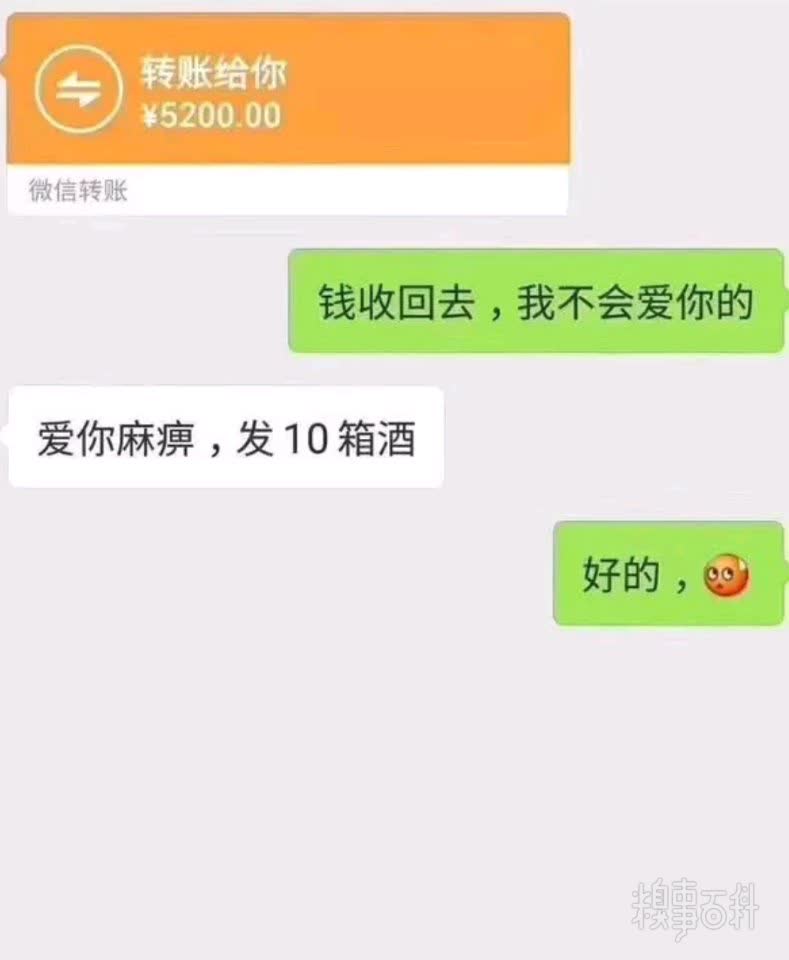 转账给你
¥5200.00
微信转账
钱收回去，我不会爱你的
爱你麻痹，发10箱酒
好的，
糗事百科